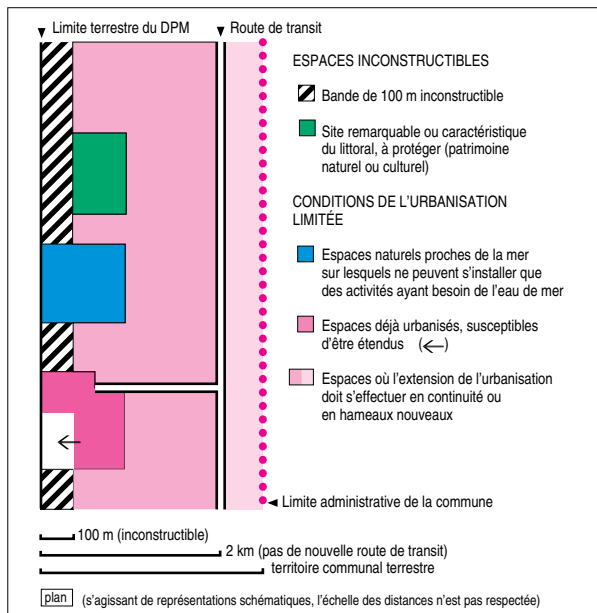 Limite terrestre du DPM
Route de transit
ESPACES INCONSTRUCTIBLES
Bande de 100 m inconstructible
Site remarquable ou caractéristique
du littoral, à protéger (patrimoine
naturel ou culturel)
CONDITIONS DE L'URBANISATION
LIMITÉE
Espaces naturels proches de la mer
sur lesquels ne peuvent s'installer que
des activités ayant besoin de l'eau de mer
Espaces déjà urbanisés, susceptibles
d'être étendus (←)
Espaces où l'extension de l'urbanisation
doit s'effectuer en continuité ou
en hameaux nouveaux
Limite administrative de la commune
100 m (inconstructible)
2 km (pas de nouvelle route de transit)
territoire communal terrestre
plan (s'agissant de représentations schématiques, l'échelle des distances n'est pas respectée)